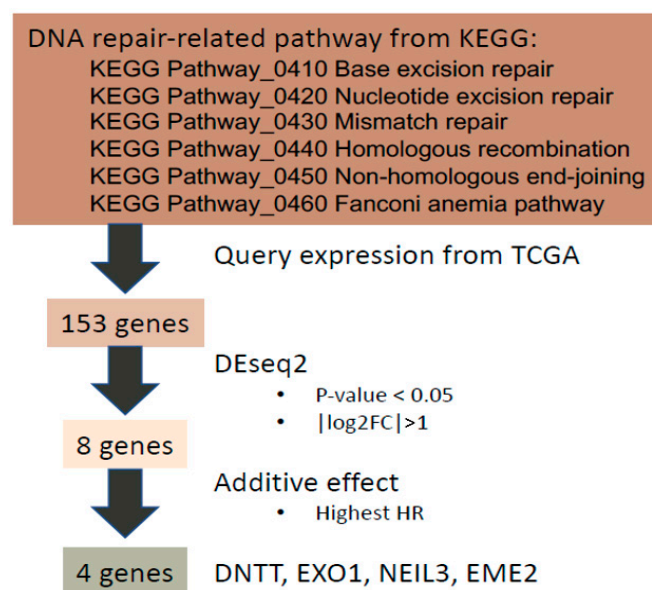 DNA repair-related pathway from KEGG:
KEGG Pathway_0410 Base excision repair
KEGG Pathway_0420 Nucleotide excision repair
KEGG Pathway_0430 Mismatch repair
KEGG Pathway_0440 Homologous recombination
KEGG Pathway_0450 Non-homologous end-joining
KEGG Pathway_0460 Fanconi anemia pathway
Query expression from TCGA
153 genes
DEseq2
• P-value < 0.05
• |log2FC|>1
8 genes
Additive effect
• Highest HR
4 genes
DNTT, EXO1, NEIL3, EME2